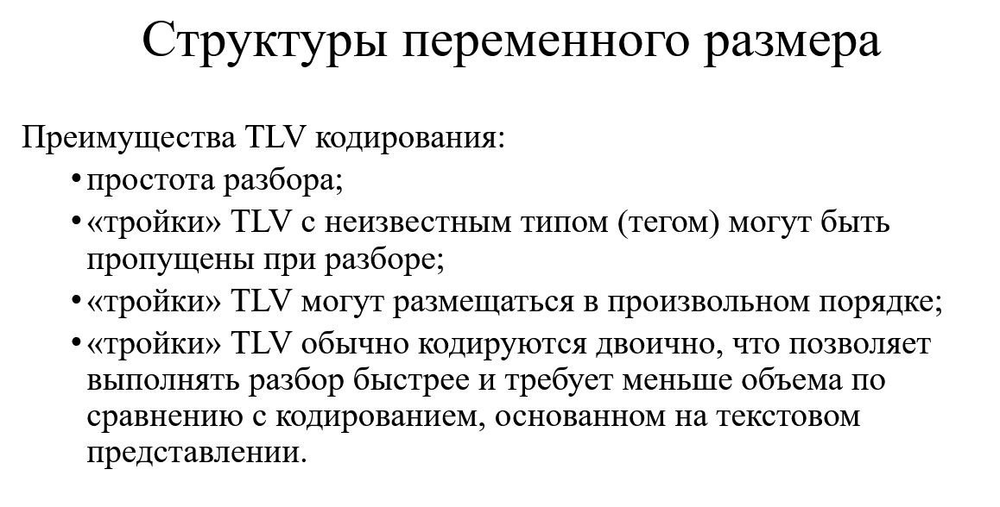 Структуры переменного размера
Преимущества TLV кодирования:
•простота разбора;
•«тройки» TLV с неизвестным типом (тегом) могут быть
пропущены при разборе;
•«тройки» TLV могут размещаться в произвольном порядке;
•«тройки» TLV обычно кодируются двоично, что позволяет
выполнять разбор быстрее и требует меньше объема по
сравнению с кодированием, основанном на текстовом
представлении.